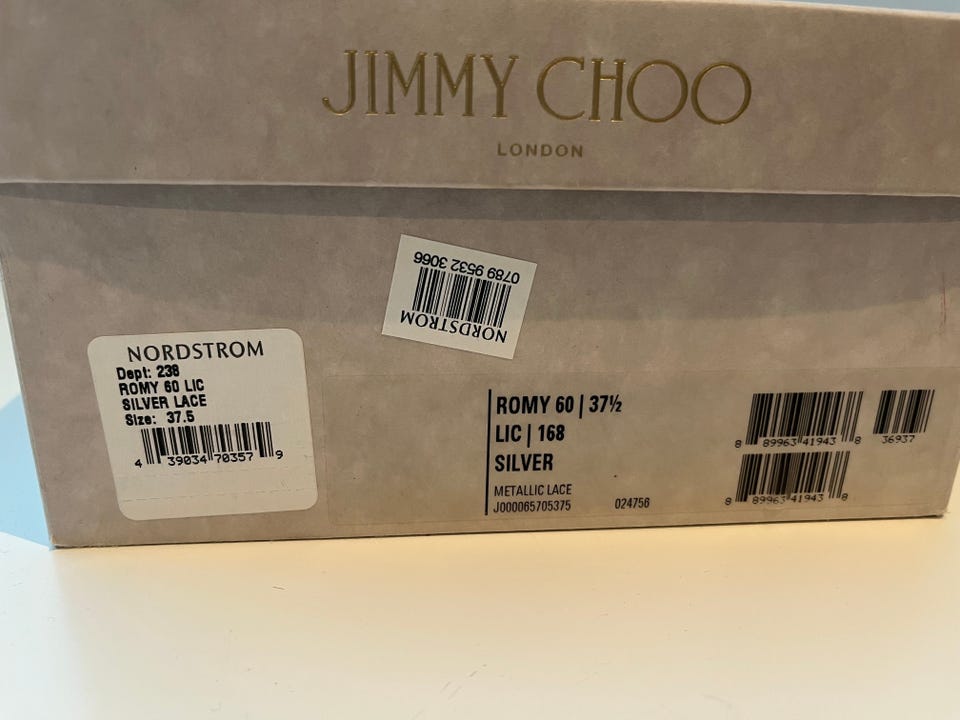 JIMMY CHOO
LONDON
0789 9532 3066
NORDSTROM
NORDSTROM
Dept: 238
ROMY 60 LIC
SILVER LACE
Size: 37.5
4 39034 70357 9
ROMY 60 | 37½
LIC | 168
SILVER
METALLIC LACE
J000065705375 024756
8 89963 41943 8
36937
8 89963 41943 8